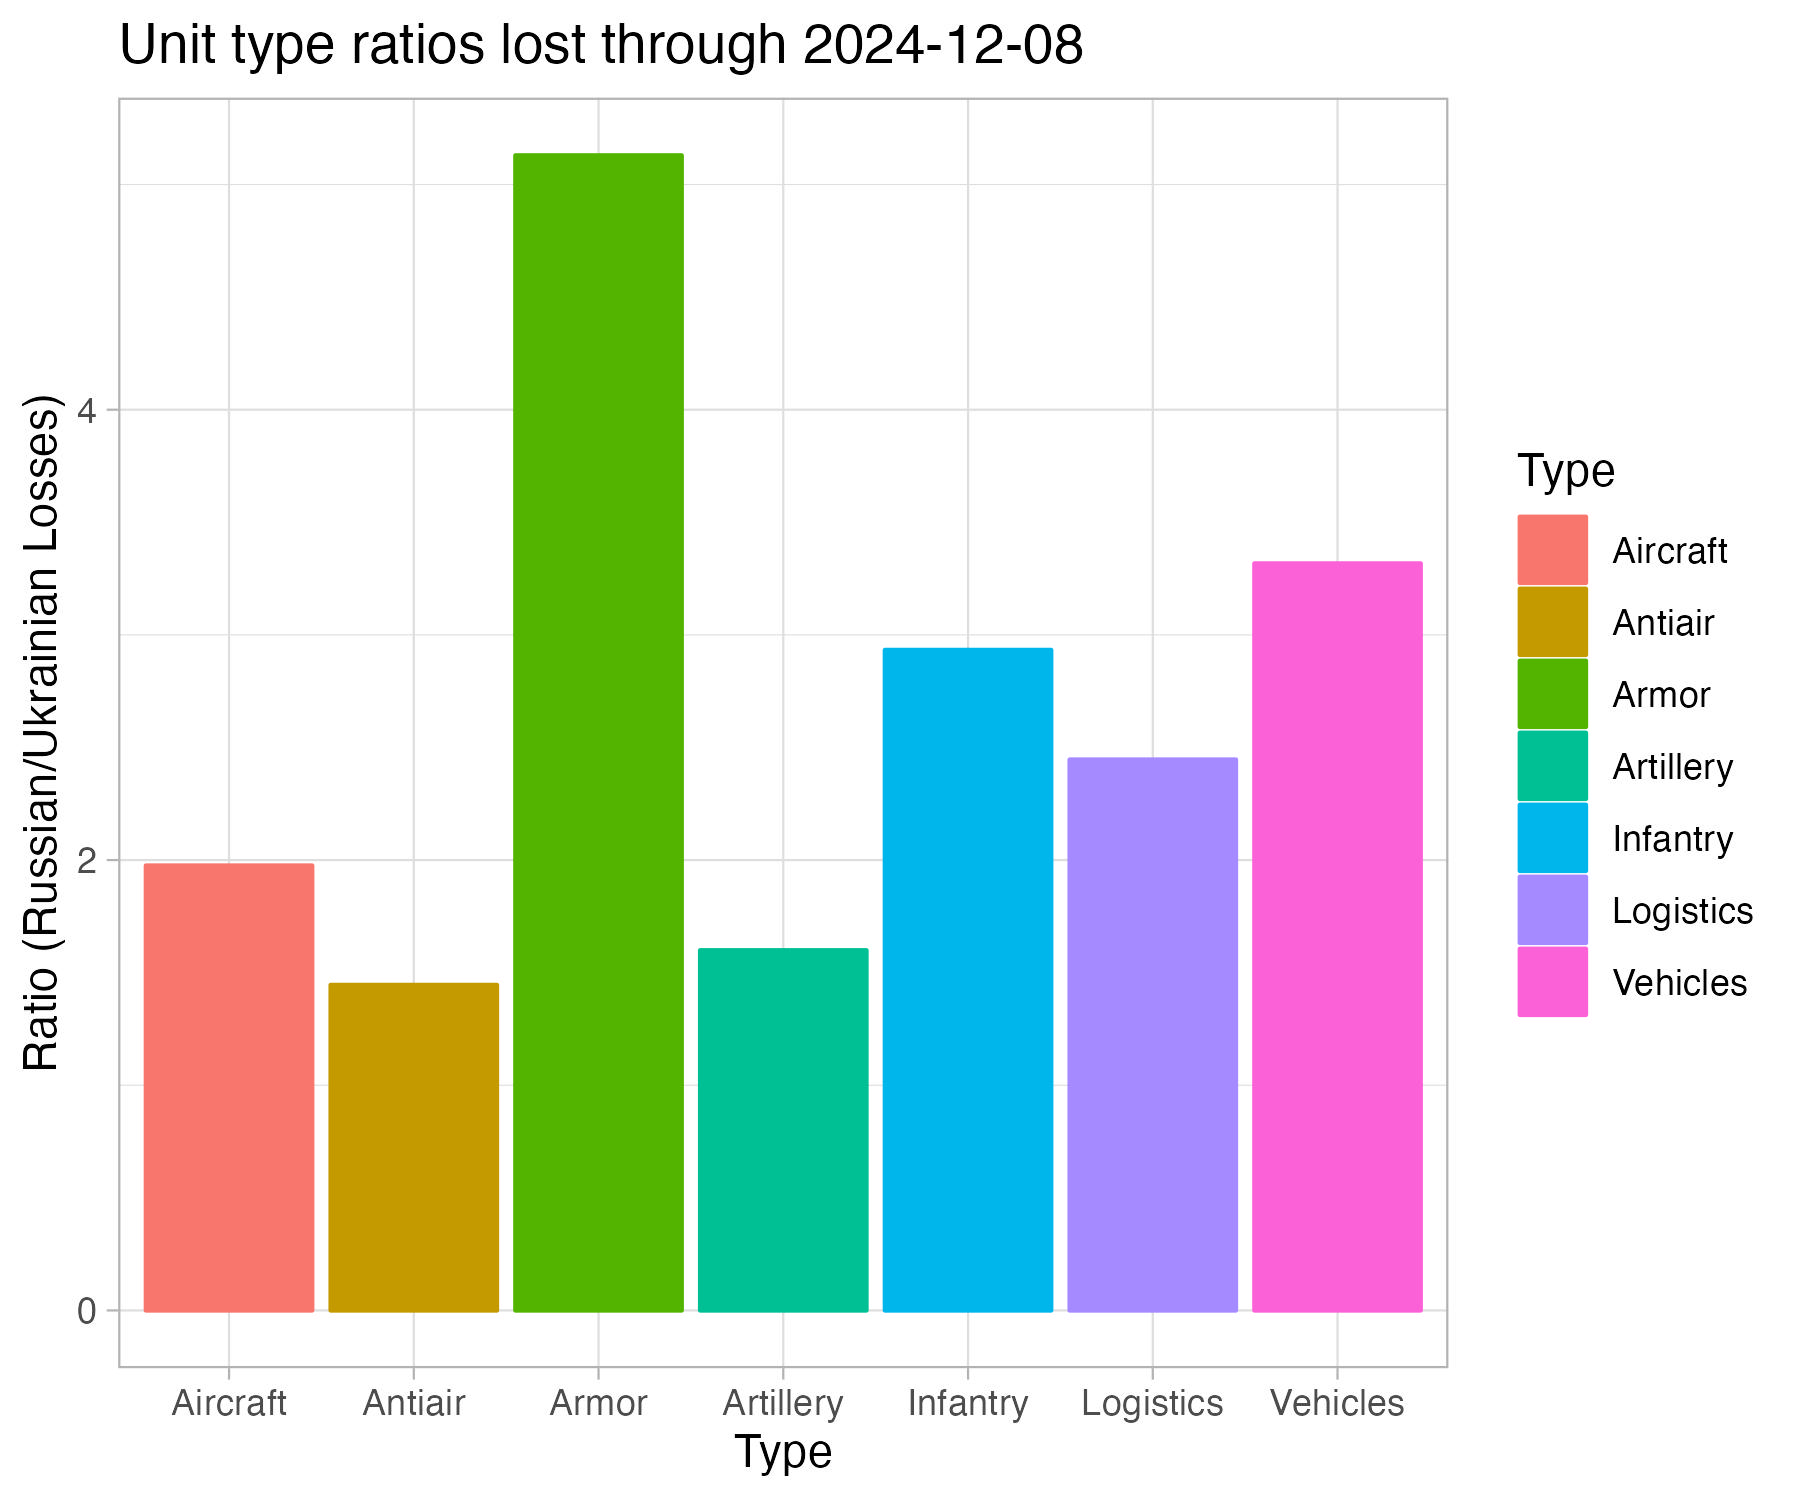 Unit type ratios lost through 2024-12-08
Ratio (Russian/Ukrainian Losses)
4
2
0
Aircraft
Antiair
Armor
Artillery
Infantry
Logistics
Vehicles
Type
Type
Aircraft
Antiair
Armor
Artillery
Infantry
Logistics
Vehicles